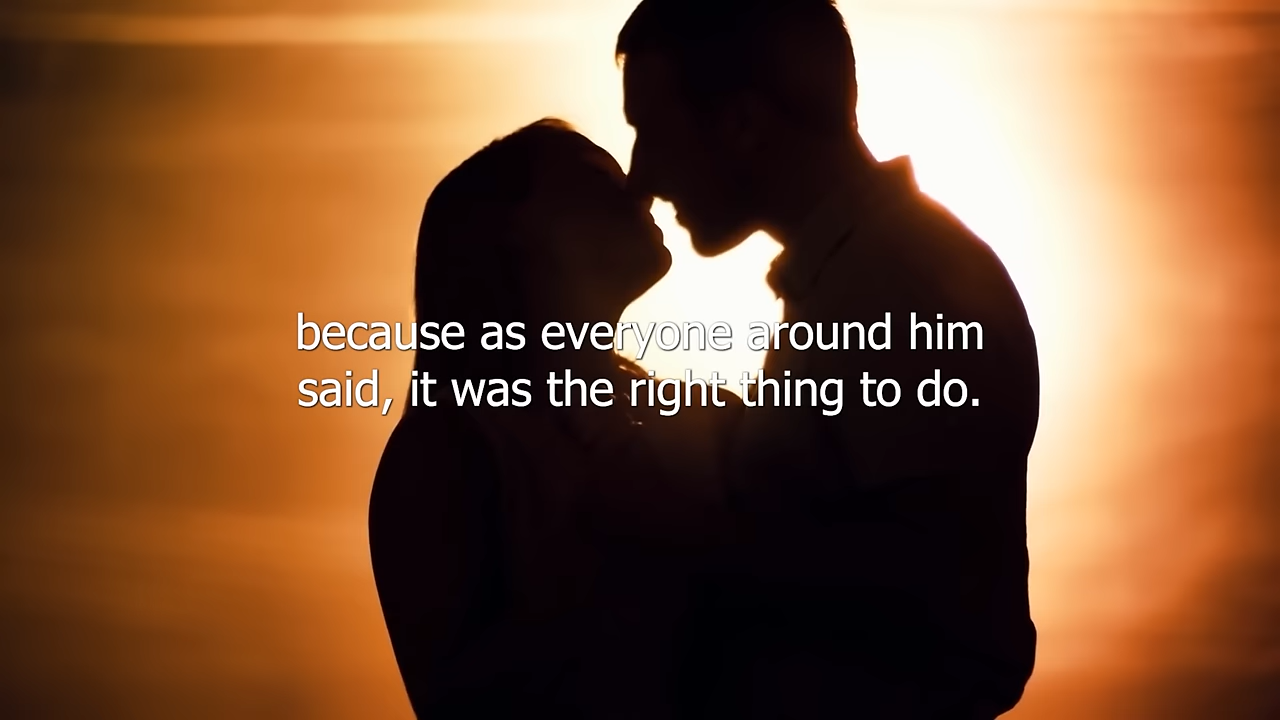 because as everyone around him
said, it was the right thing to do.